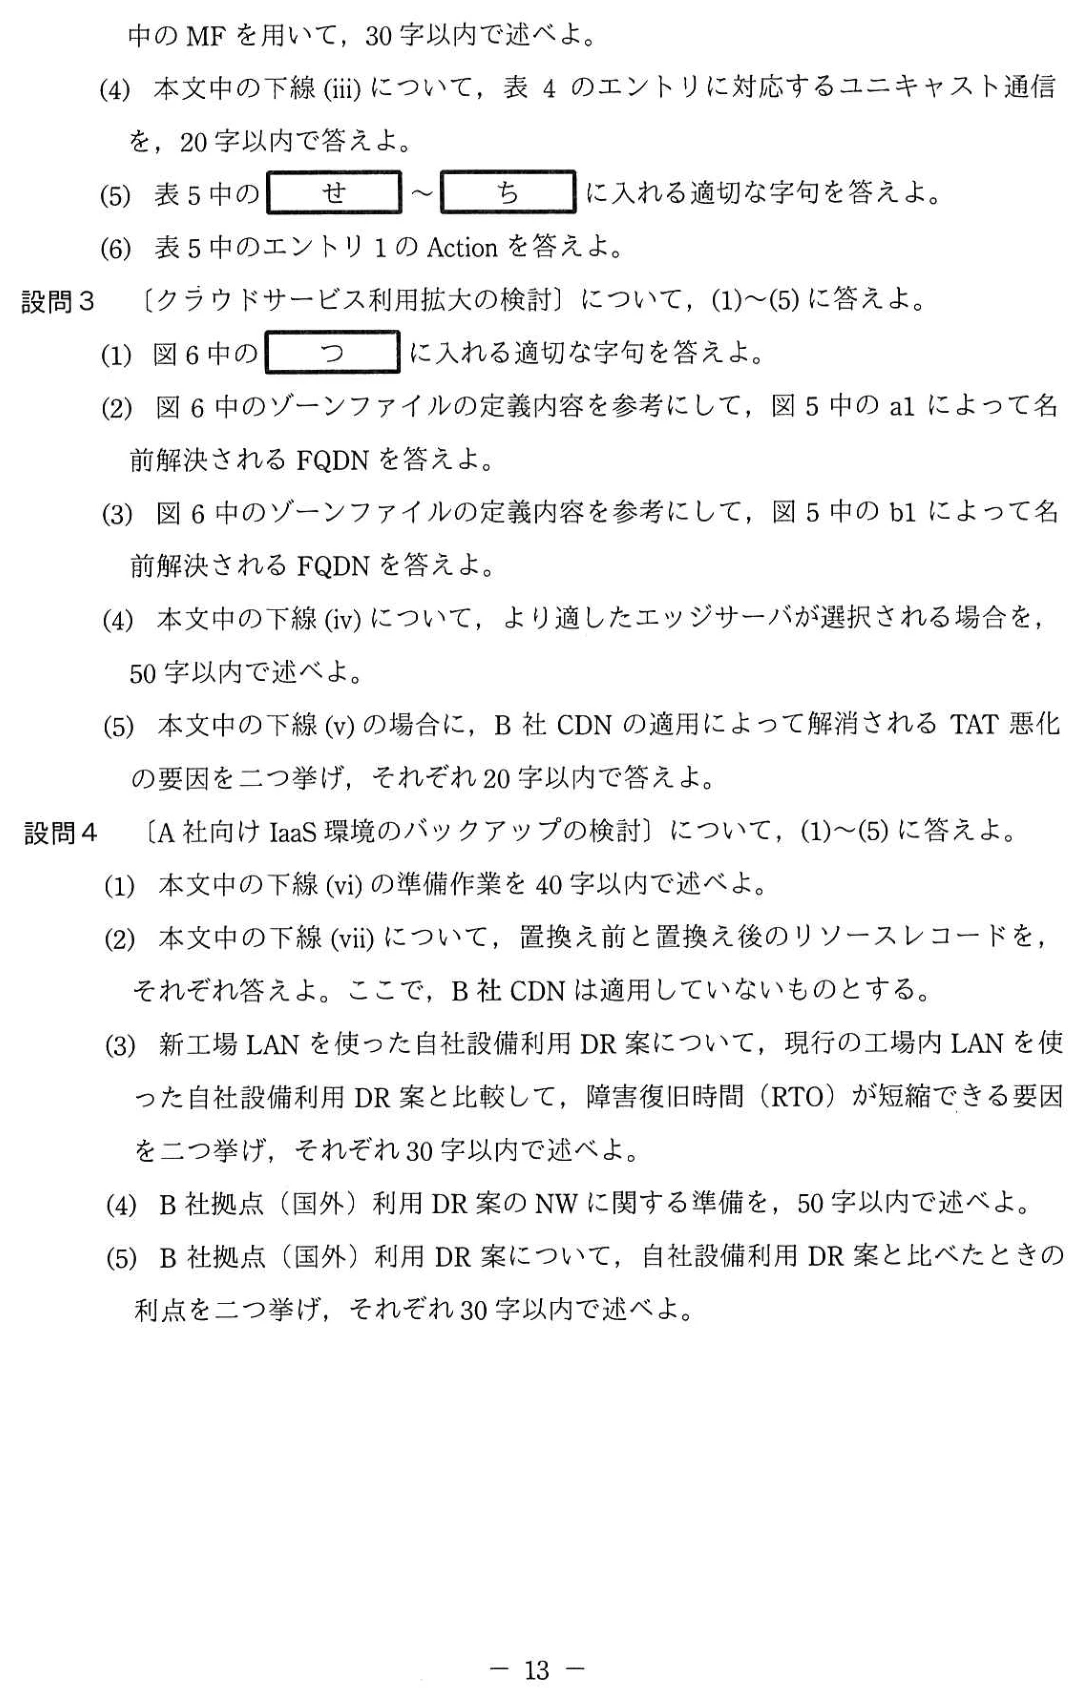 中の MF を用いて，30 字以内で述べよ。
(4) 本文中の下線 (iii) について，表 4 のエントリに対応するユニキャスト通信
を，20 字以内で答えよ。
(5) 表 5 中の せ ～ ち に入れる適切な字句を答えよ。
(6) 表 5 中のエントリ 1 の Action を答えよ。
設問3 〔クラウドサービス利用拡大の検討〕について，(1)～(5) に答えよ。
(1) 図 6 中の つ に入れる適切な字句を答えよ。
(2) 図 6 中のゾーンファイルの定義内容を参考にして，図 5 中の a1 によって名
前解決される FQDN を答えよ。
(3) 図 6 中のゾーンファイルの定義内容を参考にして，図 5 中の b1 によって名
前解決される FQDN を答えよ。
(4) 本文中の下線 (iv) について，より適したエッジサーバが選択される場合を，
50 字以内で述べよ。
(5) 本文中の下線 (v) の場合に，B 社 CDN の適用によって解消される TAT 悪化
の要因を二つ挙げ，それぞれ 20 字以内で答えよ。
設問4 〔A 社向け IaaS 環境のバックアップの検討〕について，(1)～(5) に答えよ。
(1) 本文中の下線 (vi) の準備作業を 40 字以内で述べよ。
(2) 本文中の下線 (vii) について，置換え前と置換え後のリソースレコードを，
それぞれ答えよ。ここで，B 社 CDN は適用していないものとする。
(3) 新工場 LAN を使った自社設備利用 DR 案について，現行の工場内 LAN を使
った自社設備利用 DR 案と比較して，障害復旧時間（RTO）が短縮できる要因
を二つ挙げ，それぞれ 30 字以内で述べよ。
(4) B 社拠点（国外）利用 DR 案の NW に関する準備を，50 字以内で述べよ。
(5) B 社拠点（国外）利用 DR 案について，自社設備利用 DR 案と比べたときの
利点を二つ挙げ，それぞれ 30 字以内で述べよ。
－ 13 －